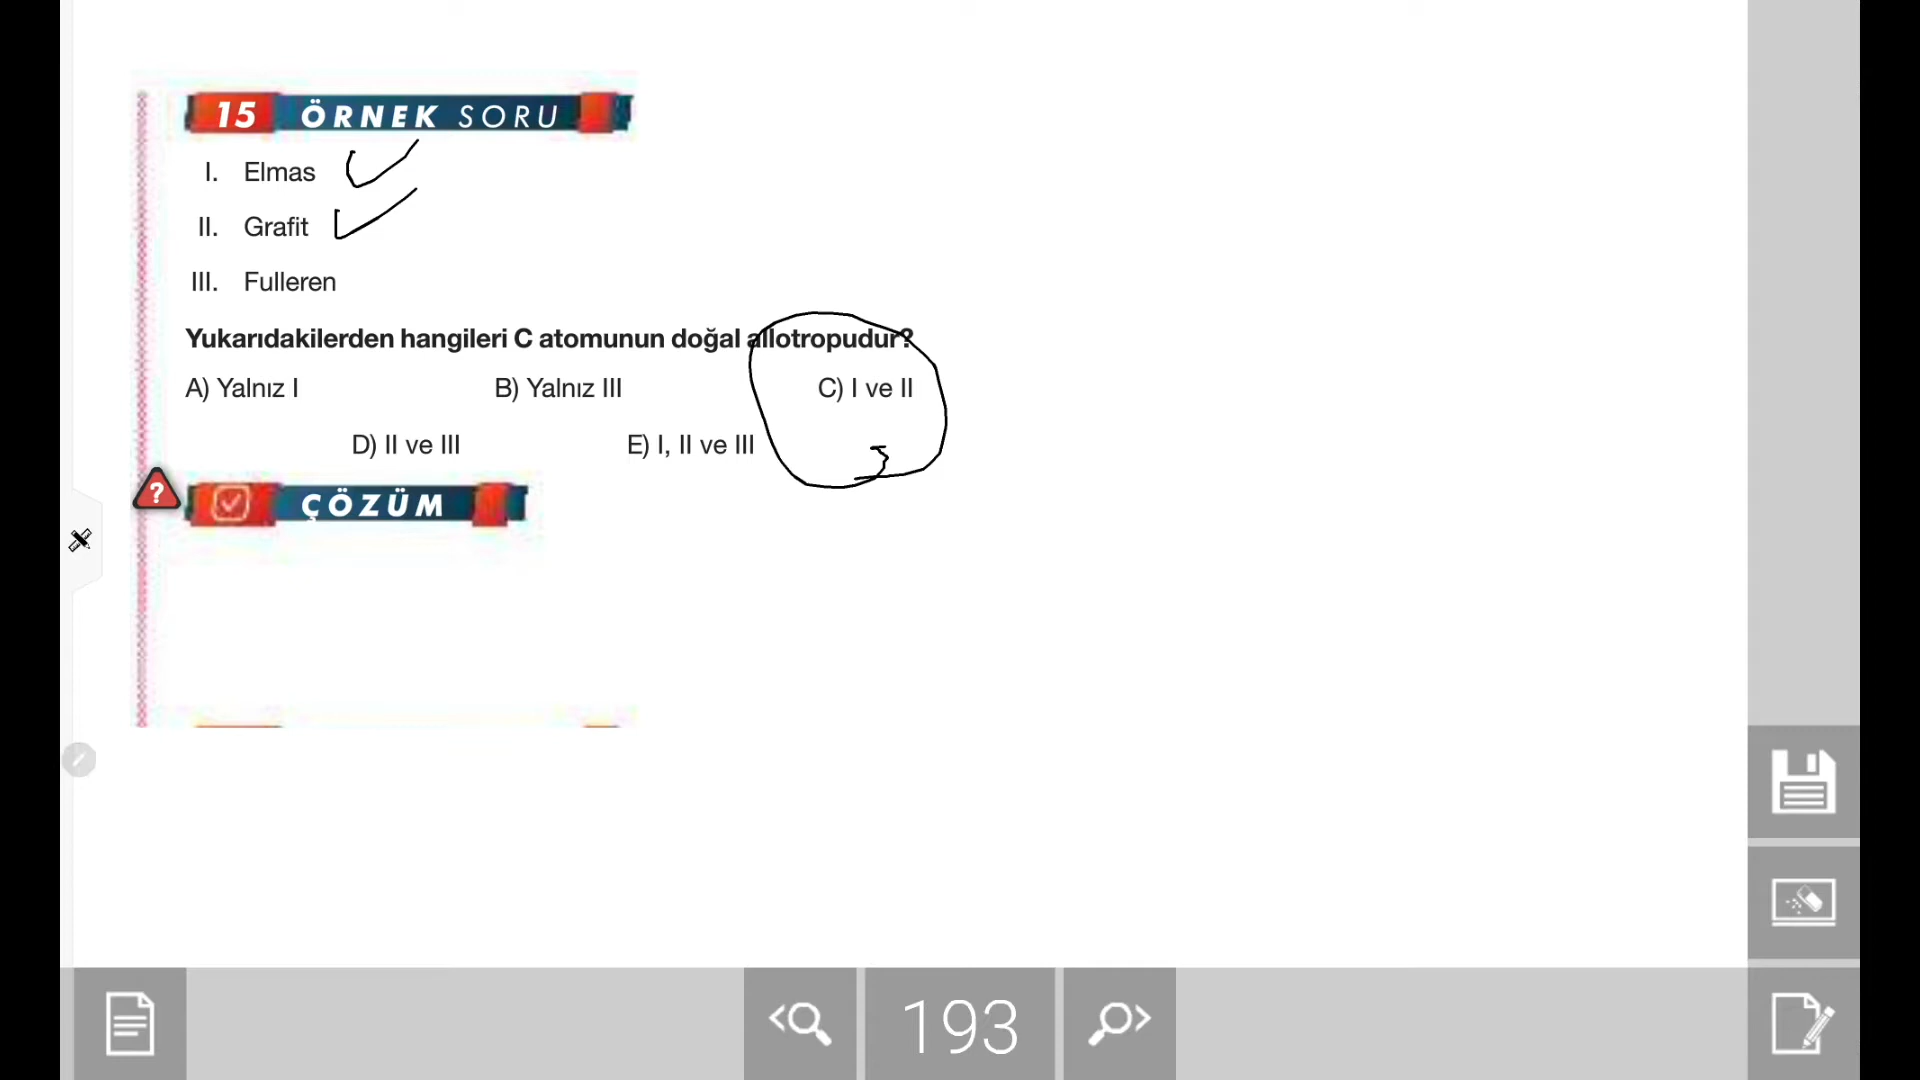 15 ÖRNEK SORU
I. Elmas
II. Grafit
III. Fulleren
Yukarıdakilerden hangileri C atomunun doğal allotropudur?
A) Yalnız I B) Yalnız III C) I ve II
D) II ve III E) I, II ve III
? ÇÖZÜM
193